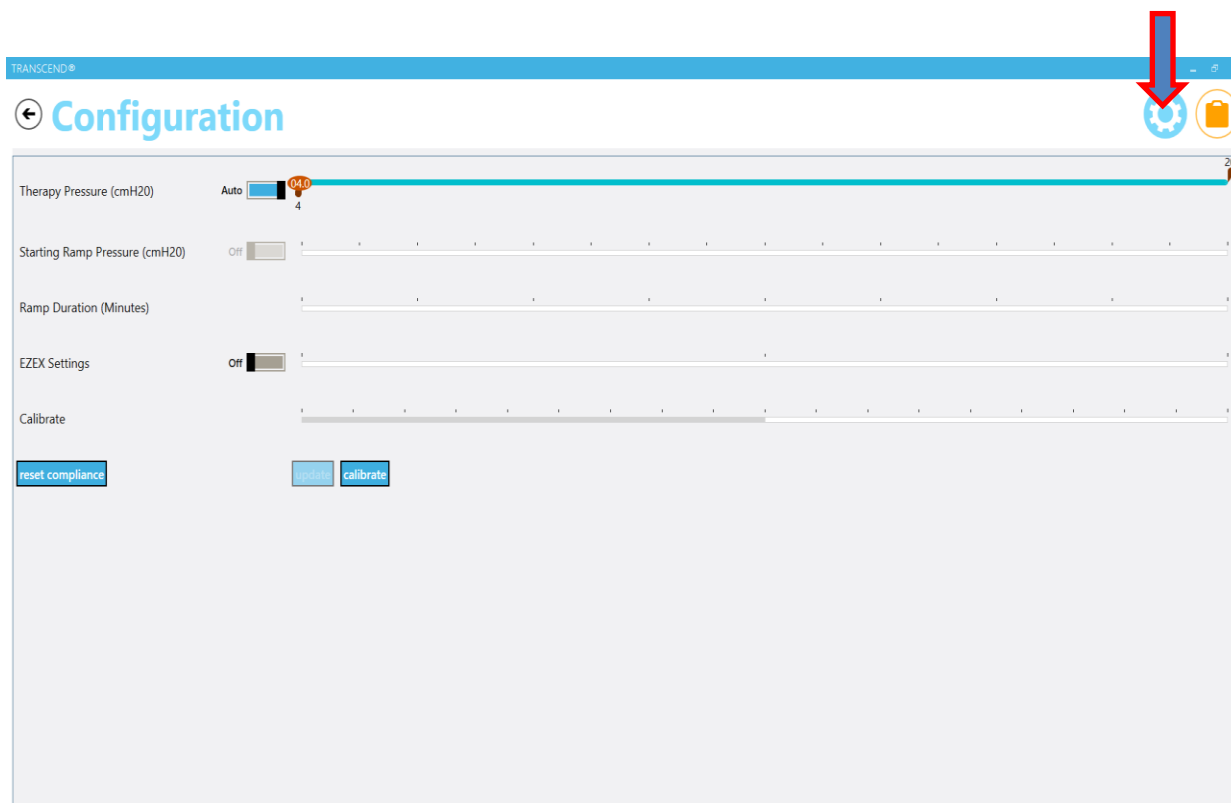 TRANSCEND®
Configuration
Therapy Pressure (cmH20)
Auto
04.0
4
Starting Ramp Pressure (cmH20)
Off
Ramp Duration (Minutes)
EZEX Settings
Off
Calibrate
reset compliance
update
calibrate